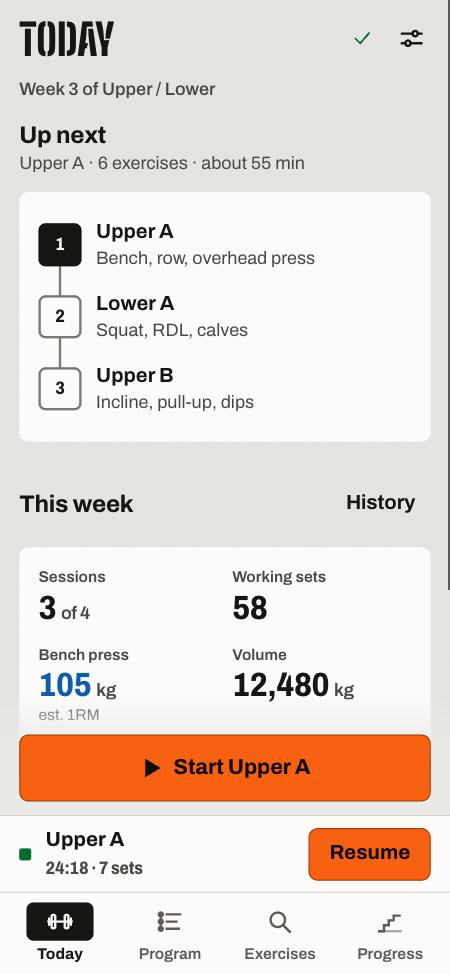 TODAY
Week 3 of Upper / Lower
Up next
Upper A · 6 exercises · about 55 min
1
Upper A
Bench, row, overhead press
2
Lower A
Squat, RDL, calves
3
Upper B
Incline, pull-up, dips
This week
History
Sessions
3 of 4
Working sets
58
Bench press
105 kg
est. 1RM
Volume
12,480 kg
Start Upper A
Upper A
24:18 · 7 sets
Resume
Today
Program
Exercises
Progress